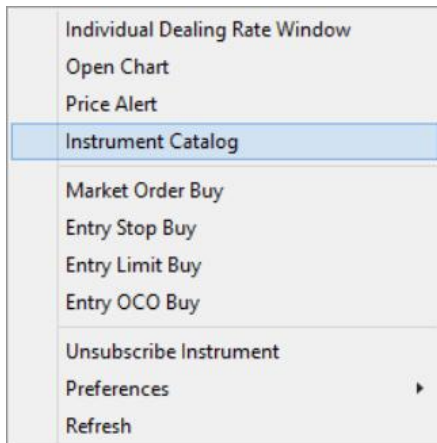 Individual Dealing Rate Window
Open Chart
Price Alert
Instrument Catalog
Market Order Buy
Entry Stop Buy
Entry Limit Buy
Entry OCO Buy
Unsubscribe Instrument
Preferences
Refresh